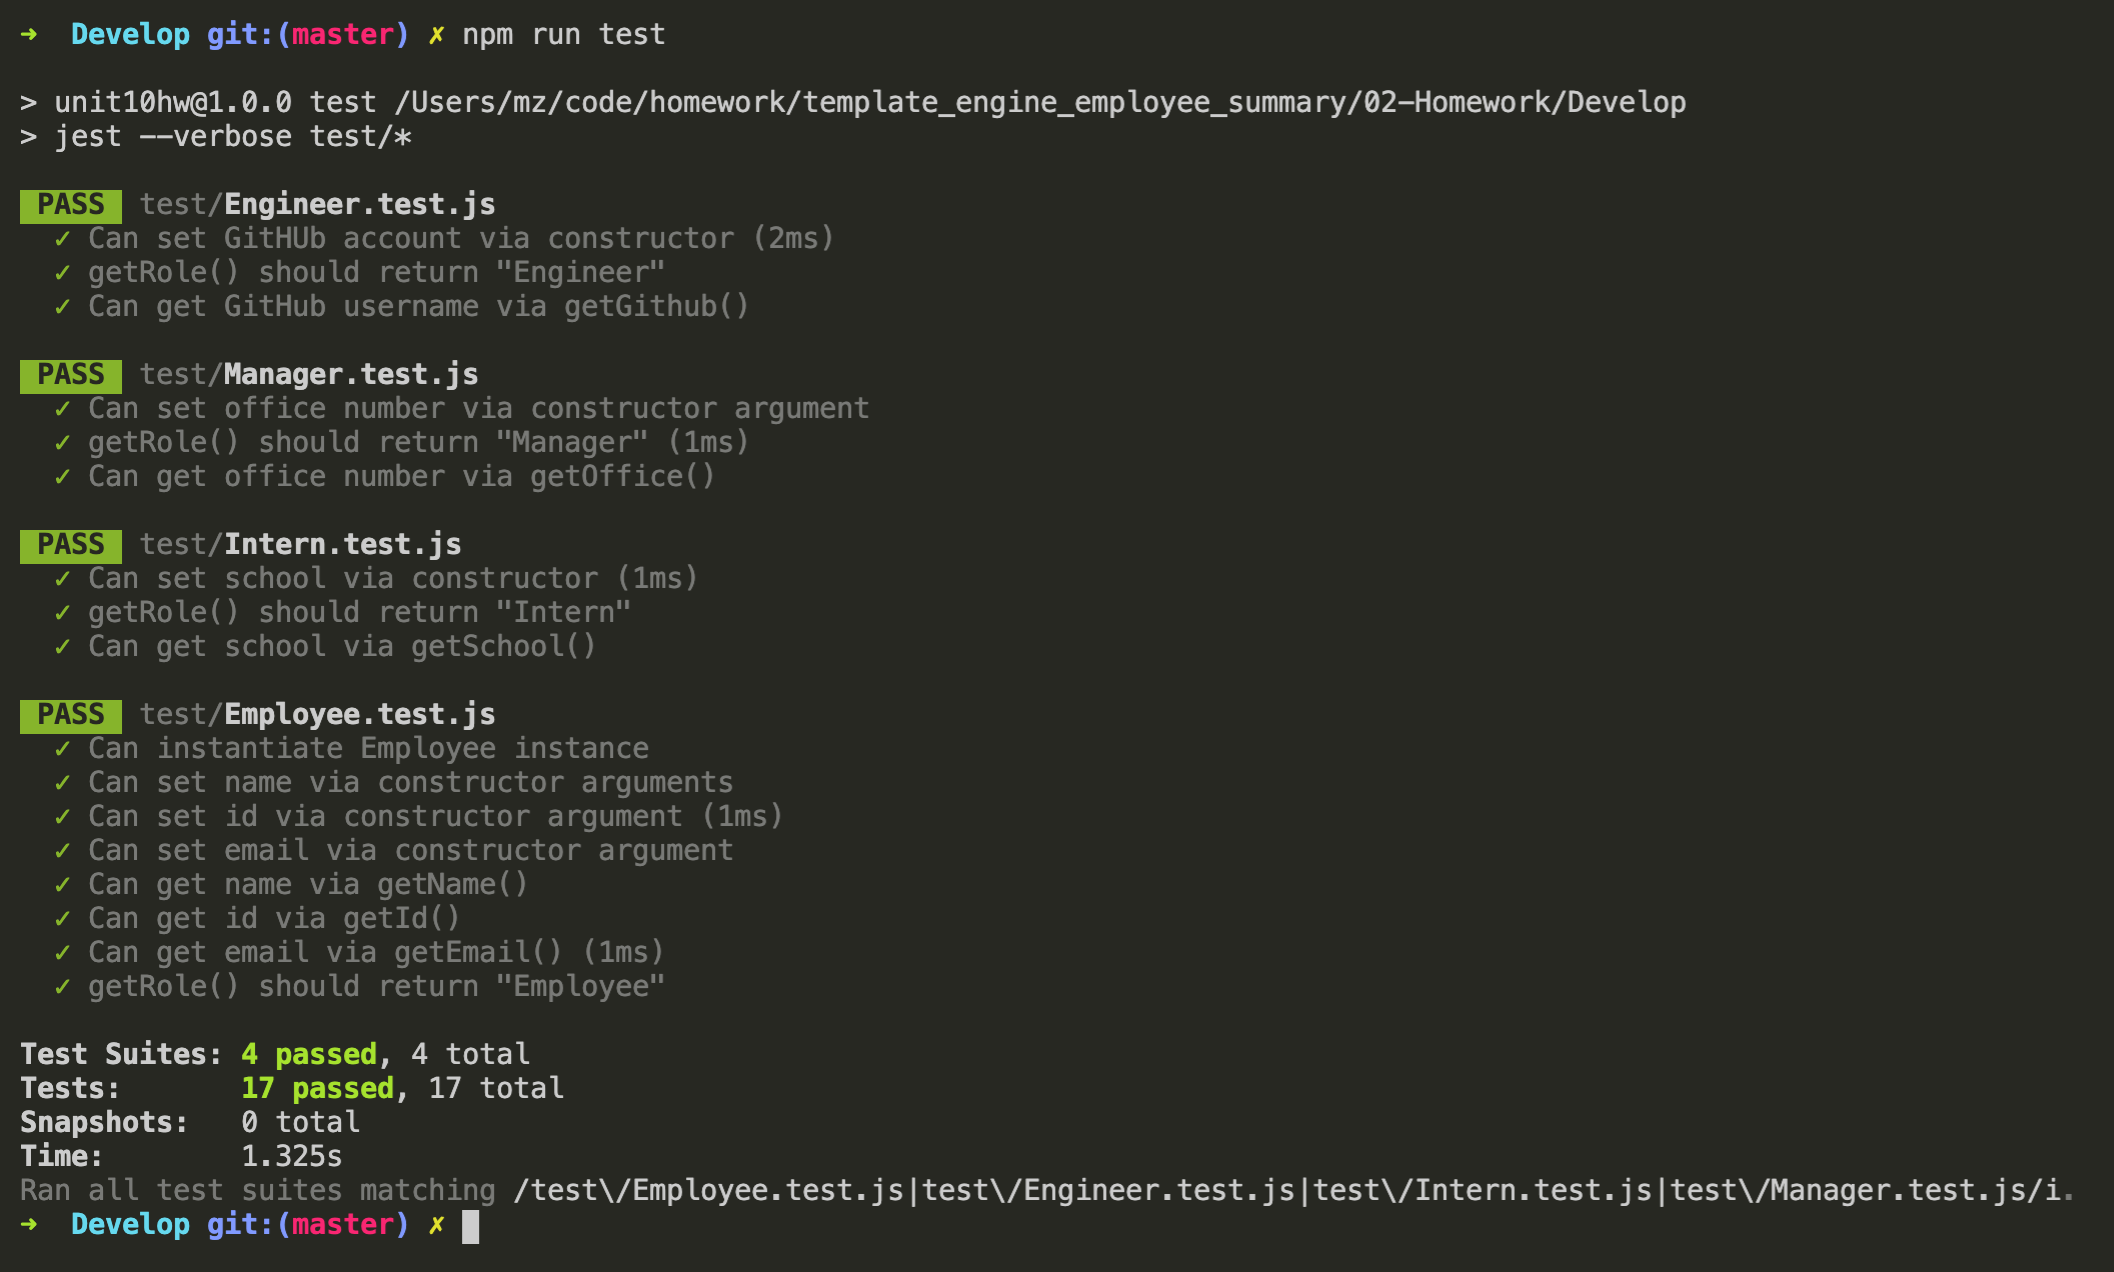 ➜  Develop git:(master) ✗ npm run test
> unit10hw@1.0.0 test /Users/mz/code/homework/template_engine_employee_summary/02-Homework/Develop
> jest --verbose test/*
PASS  test/Engineer.test.js
✓ Can set GitHUb account via constructor (2ms)
✓ getRole() should return "Engineer"
✓ Can get GitHub username via getGithub()
PASS  test/Manager.test.js
✓ Can set office number via constructor argument
✓ getRole() should return "Manager" (1ms)
✓ Can get office number via getOffice()
PASS  test/Intern.test.js
✓ Can set school via constructor (1ms)
✓ getRole() should return "Intern"
✓ Can get school via getSchool()
PASS  test/Employee.test.js
✓ Can instantiate Employee instance
✓ Can set name via constructor arguments
✓ Can set id via constructor argument (1ms)
✓ Can set email via constructor argument
✓ Can get name via getName()
✓ Can get id via getId()
✓ Can get email via getEmail() (1ms)
✓ getRole() should return "Employee"
Test Suites: 4 passed, 4 total
Tests:       17 passed, 17 total
Snapshots:   0 total
Time:        1.325s
Ran all test suites matching /test\/Employee.test.js|test\/Engineer.test.js|test\/Intern.test.js|test\/Manager.test.js/i.
➜  Develop git:(master) ✗